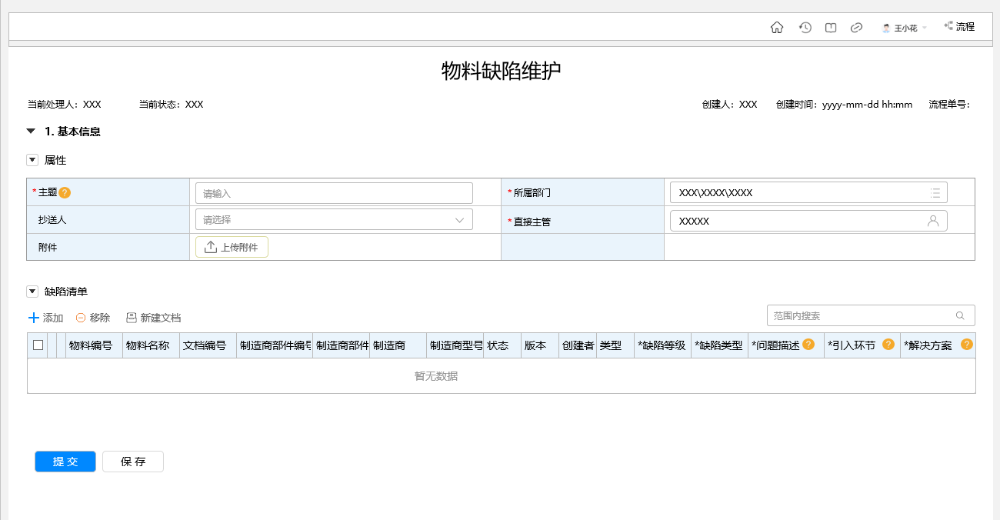 王小花 流程
物料缺陷维护
当前处理人：XXX 当前状态：XXX 创建人：XXX 创建时间：yyyy-mm-dd hh:mm 流程单号：
1. 基本信息
属性
*主题? 请输入 *所属部门 XXX\XXXX\XXXX
抄送人 请选择 *直接主管 XXXXX
附件 上传附件
缺陷清单
添加 移除 新建文档 范围内搜索
物料编号 物料名称 文档编号 制造商部件编号 制造商部件 制造商 制造商型号 状态 版本 创建者 类型 *缺陷等级 *缺陷类型 *问题描述? *引入环节? *解决方案?
暂无数据
提 交 保 存